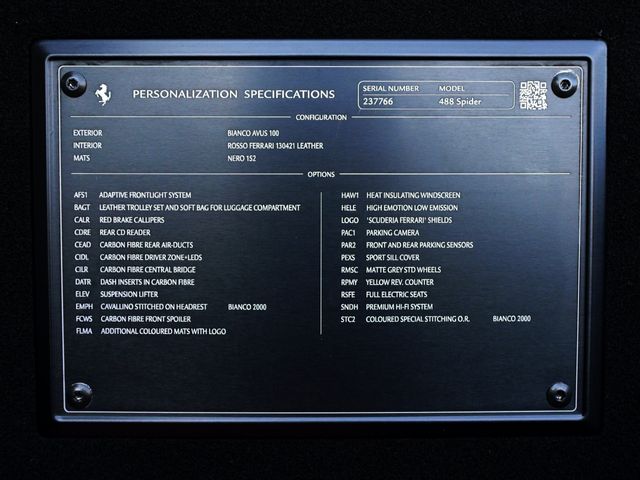 PERSONALIZATION SPECIFICATIONS
SERIAL NUMBER MODEL
237766 488 Spider
CONFIGURATION
EXTERIOR BIANCO AVUS 100
INTERIOR ROSSO FERRARI 130421 LEATHER
MATS NERO 152
OPTIONS
AFS1 ADAPTIVE FRONTLIGHT SYSTEM
BAGT LEATHER TROLLEY SET AND SOFT BAG FOR LUGGAGE COMPARTMENT
CALR RED BRAKE CALLIPERS
CDRE REAR CD READER
CEAD CARBON FIBRE REAR AIR-DUCTS
CIDL CARBON FIBRE DRIVER ZONE+LEDS
CILR CARBON FIBRE CENTRAL BRIDGE
DATR DASH INSERTS IN CARBON FIBRE
ELEV SUSPENSION LIFTER
EMPH CAVALLINO STITCHED ON HEADREST BIANCO 2000
FCWS CARBON FIBRE FRONT SPOILER
FLMA ADDITIONAL COLOURED MATS WITH LOGO
HAW1 HEAT INSULATING WINDSCREEN
HELE HIGH EMOTION LOW EMISSION
LOGO 'SCUDERIA FERRARI' SHIELDS
PAC1 PARKING CAMERA
PAR2 FRONT AND REAR PARKING SENSORS
PEXS SPORT SILL COVER
RMSC MATTE GREY STD WHEELS
RPMY YELLOW REV. COUNTER
RSFE FULL ELECTRIC SEATS
SNDH PREMIUM HI-FI SYSTEM
STC2 COLOURED SPECIAL STITCHING O.R. BIANCO 2000